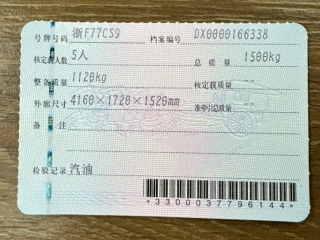 号牌号码 浙F77CS9 档案编号 DX0000166338
核定载人数 5人 总质量 1500kg
整备质量 1120kg 核定载质量
外廓尺寸 4160×1720×1520mm 准牵引总质量
备注
检验记录 汽油
*3300037796144*